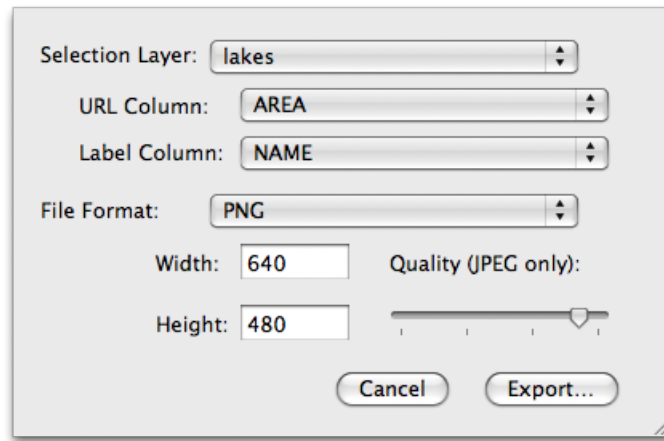 Selection Layer: lakes
URL Column: AREA
Label Column: NAME
File Format: PNG
Width: 640 Quality (JPEG only):
Height: 480
Cancel Export...